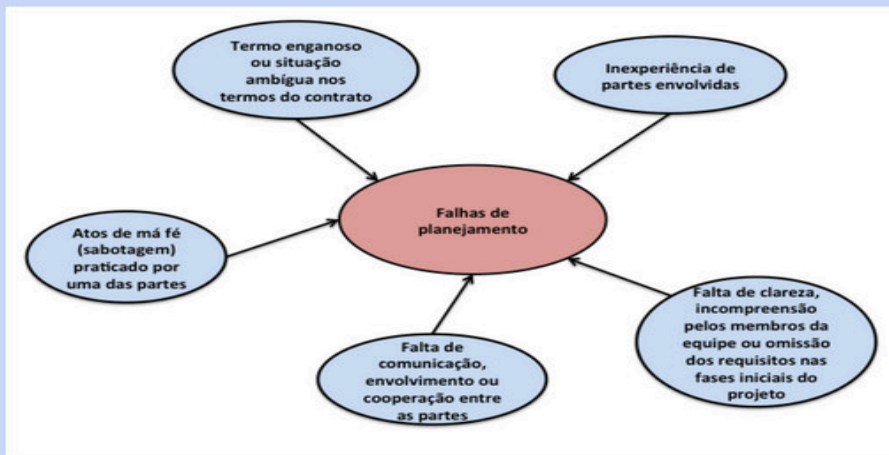 Termo enganoso
ou situação
ambígua nos
termos do contrato
Inexperiência de
partes envolvidas
Falhas de
planejamento
Atos de má fé
(sabotagem)
praticado por
uma das partes
Falta de
comunicação,
envolvimento ou
cooperação entre
as partes
Falta de clareza,
incompreensão
pelos membros da
equipe ou omissão
dos requisitos nas
fases iniciais do
projeto